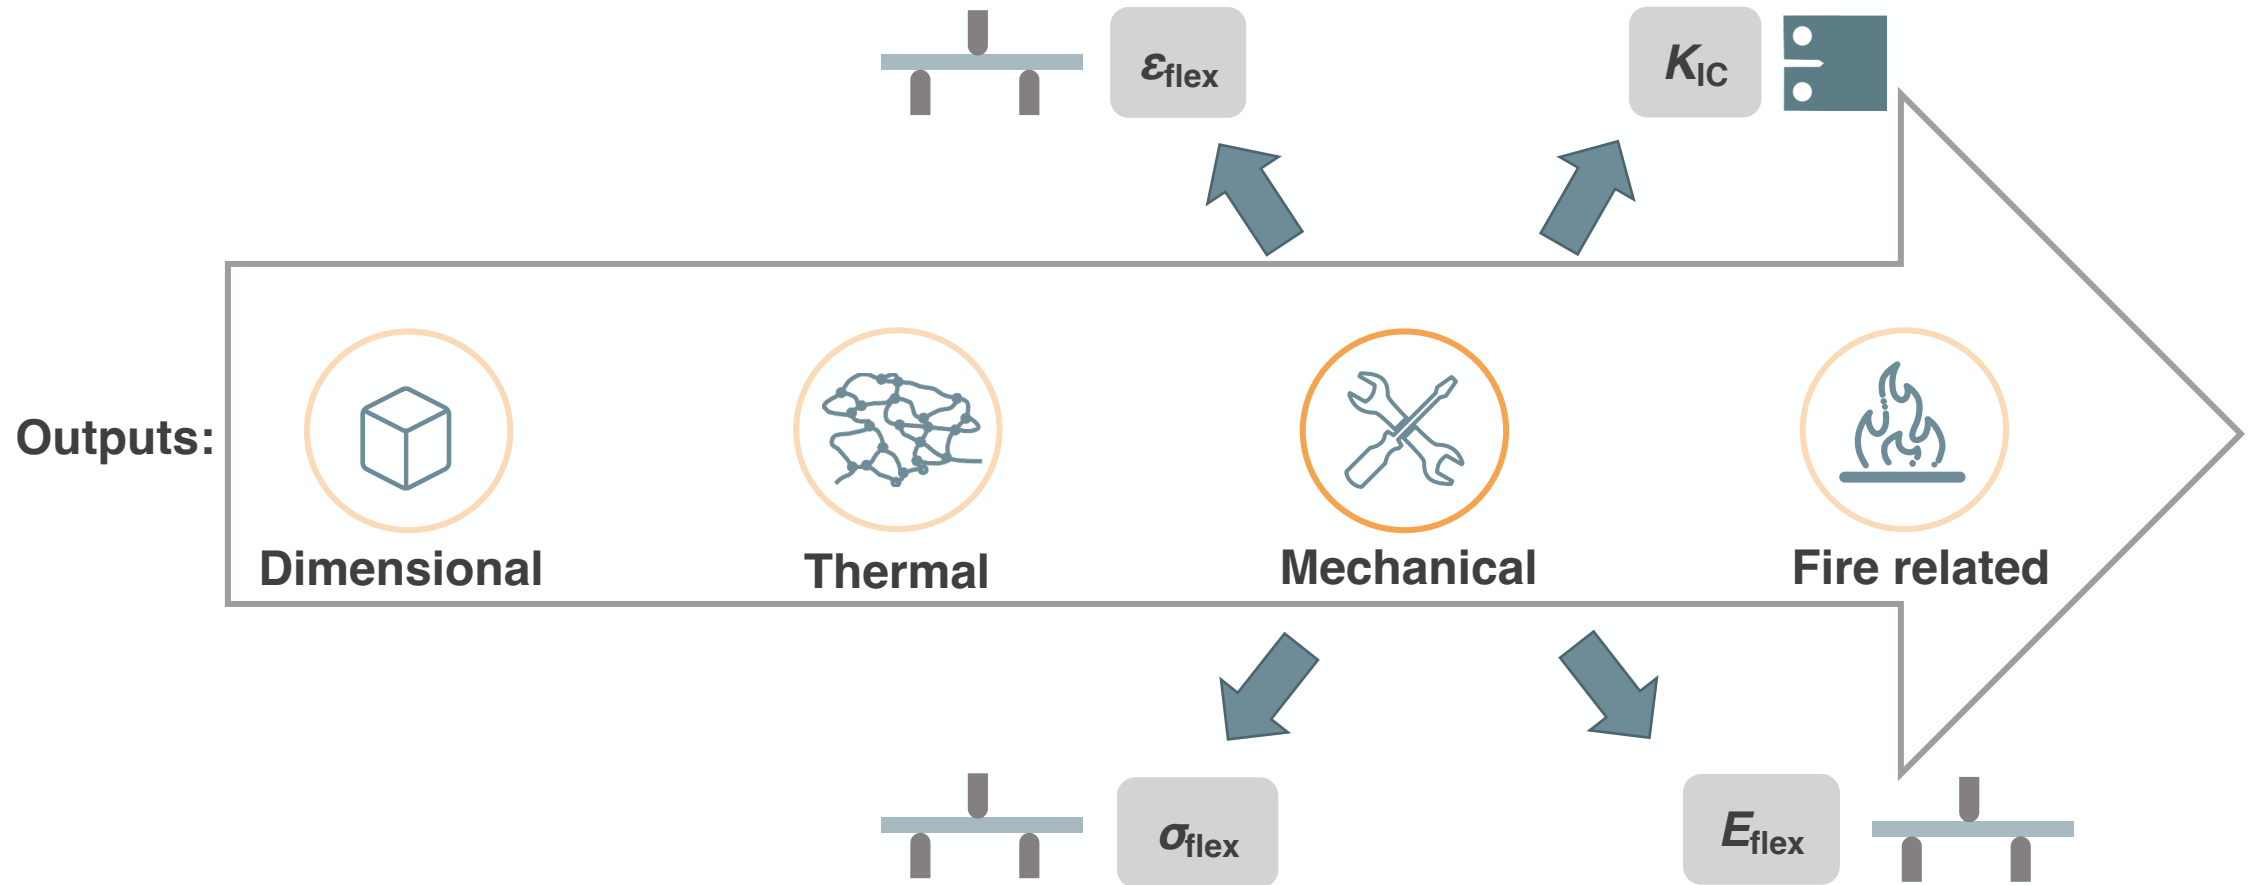 εflex
KIC
Outputs:
Dimensional
Thermal
Mechanical
Fire related
σflex
Eflex